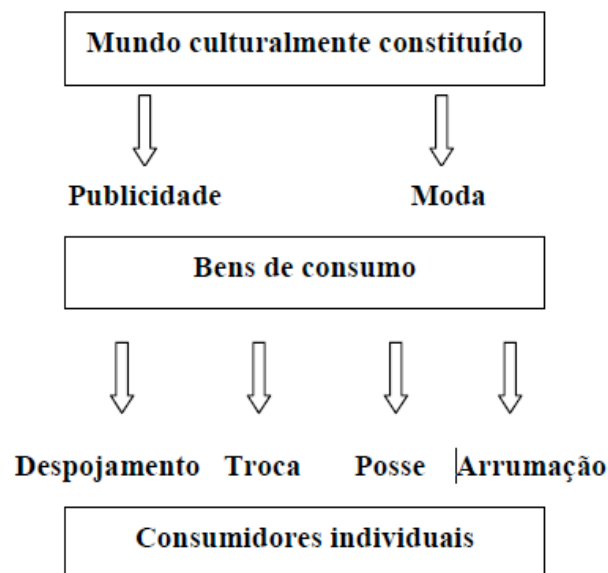 Mundo culturalmente constituído
Publicidade Moda
Bens de consumo
Despojamento Troca Posse Arrumação
Consumidores individuais